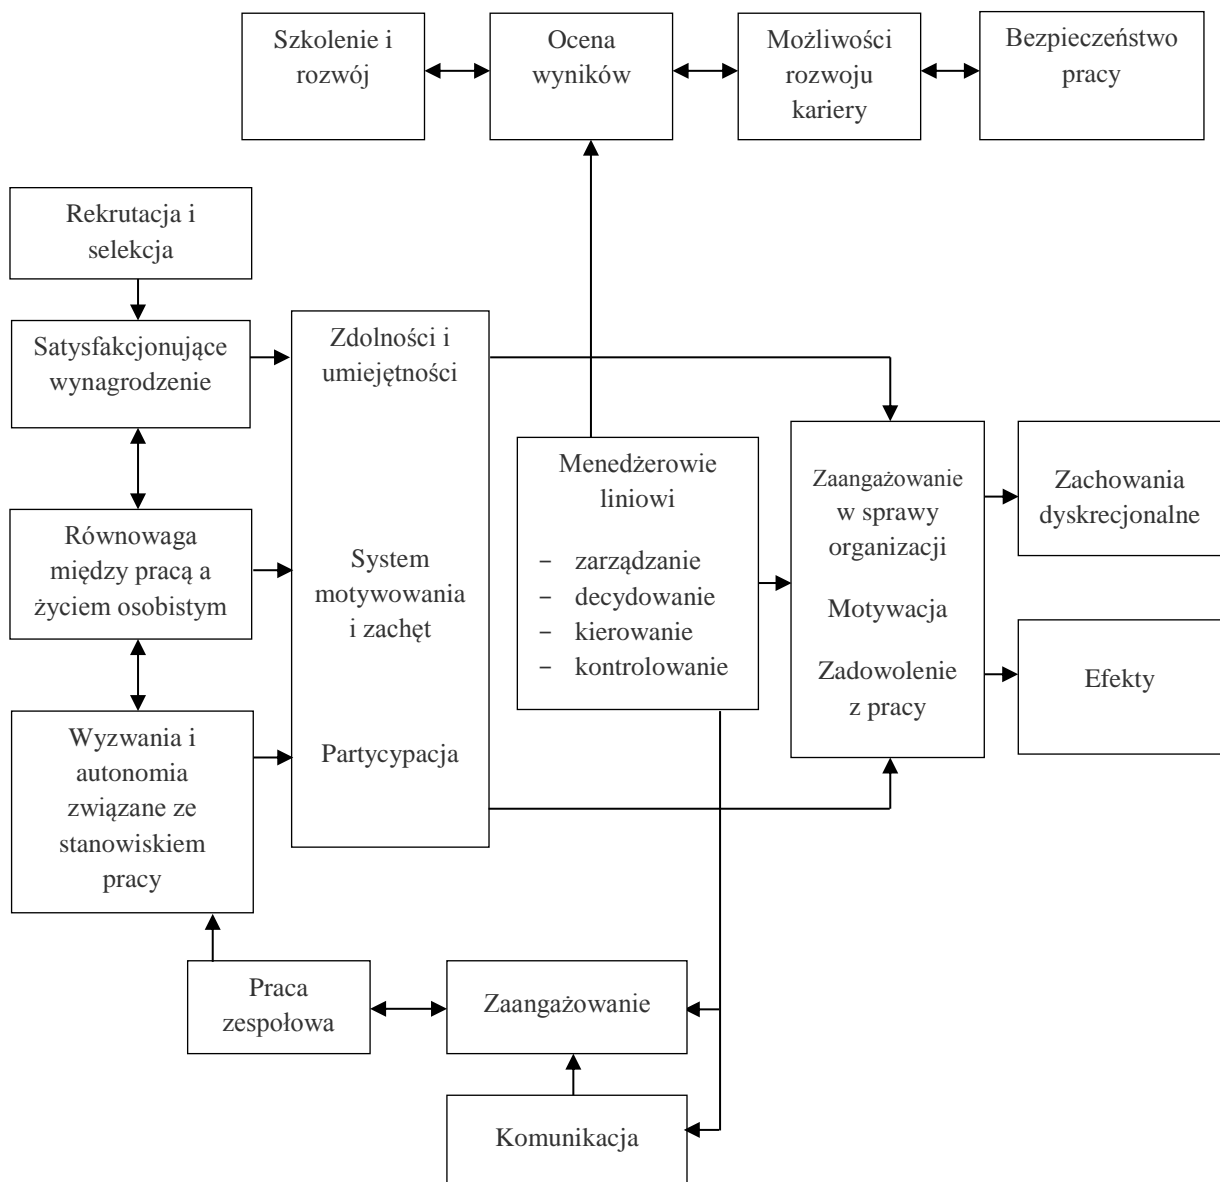 Szkolenie i
rozwój
Ocena
wyników
Możliwości
rozwoju
kariery
Bezpieczeństwo
pracy
Rekrutacja i
selekcja
Satysfakcjonujące
wynagrodzenie
Równowaga
między pracą a
życiem osobistym
Wyzwania i
autonomia
związane ze
stanowiskiem
pracy
Zdolności i
umiejętności
System
motywowania
i zachęt
Partycypacja
Menedżerowie
liniowi
− zarządzanie
− decydowanie
− kierowanie
− kontrolowanie
Zaangażowanie
w sprawy
organizacji
Motywacja
Zadowolenie
z pracy
Zachowania
dyskrecjonalne
Efekty
Praca
zespołowa
Zaangażowanie
Komunikacja